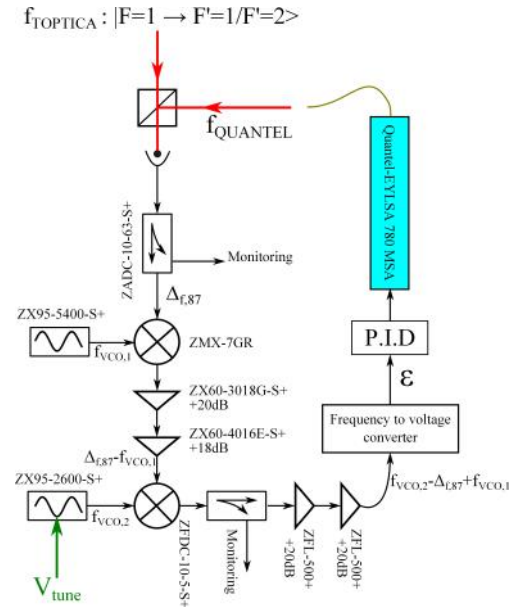 f_TOPTICA : |F=1 → F'=1/F'=2>
f_QUANTEL
Quantel-EYLSA 780 MSA
ZADC-10-63-S+
Monitoring
Δ_f,87
ZX95-5400-S+
f_VCO,1
ZMX-7GR
P.I.D
ZX60-3018G-S+
+20dB
ε
ZX60-4016E-S+
+18dB
Frequency to voltage
converter
Δ_f,87-f_VCO,1
ZX95-2600-S+
f_VCO,2
f_VCO,2-Δ_f,87+f_VCO,1
ZFDC-10-5-S+
Monitoring
ZFL-500+
+20dB
ZFL-500+
+20dB
V_tune